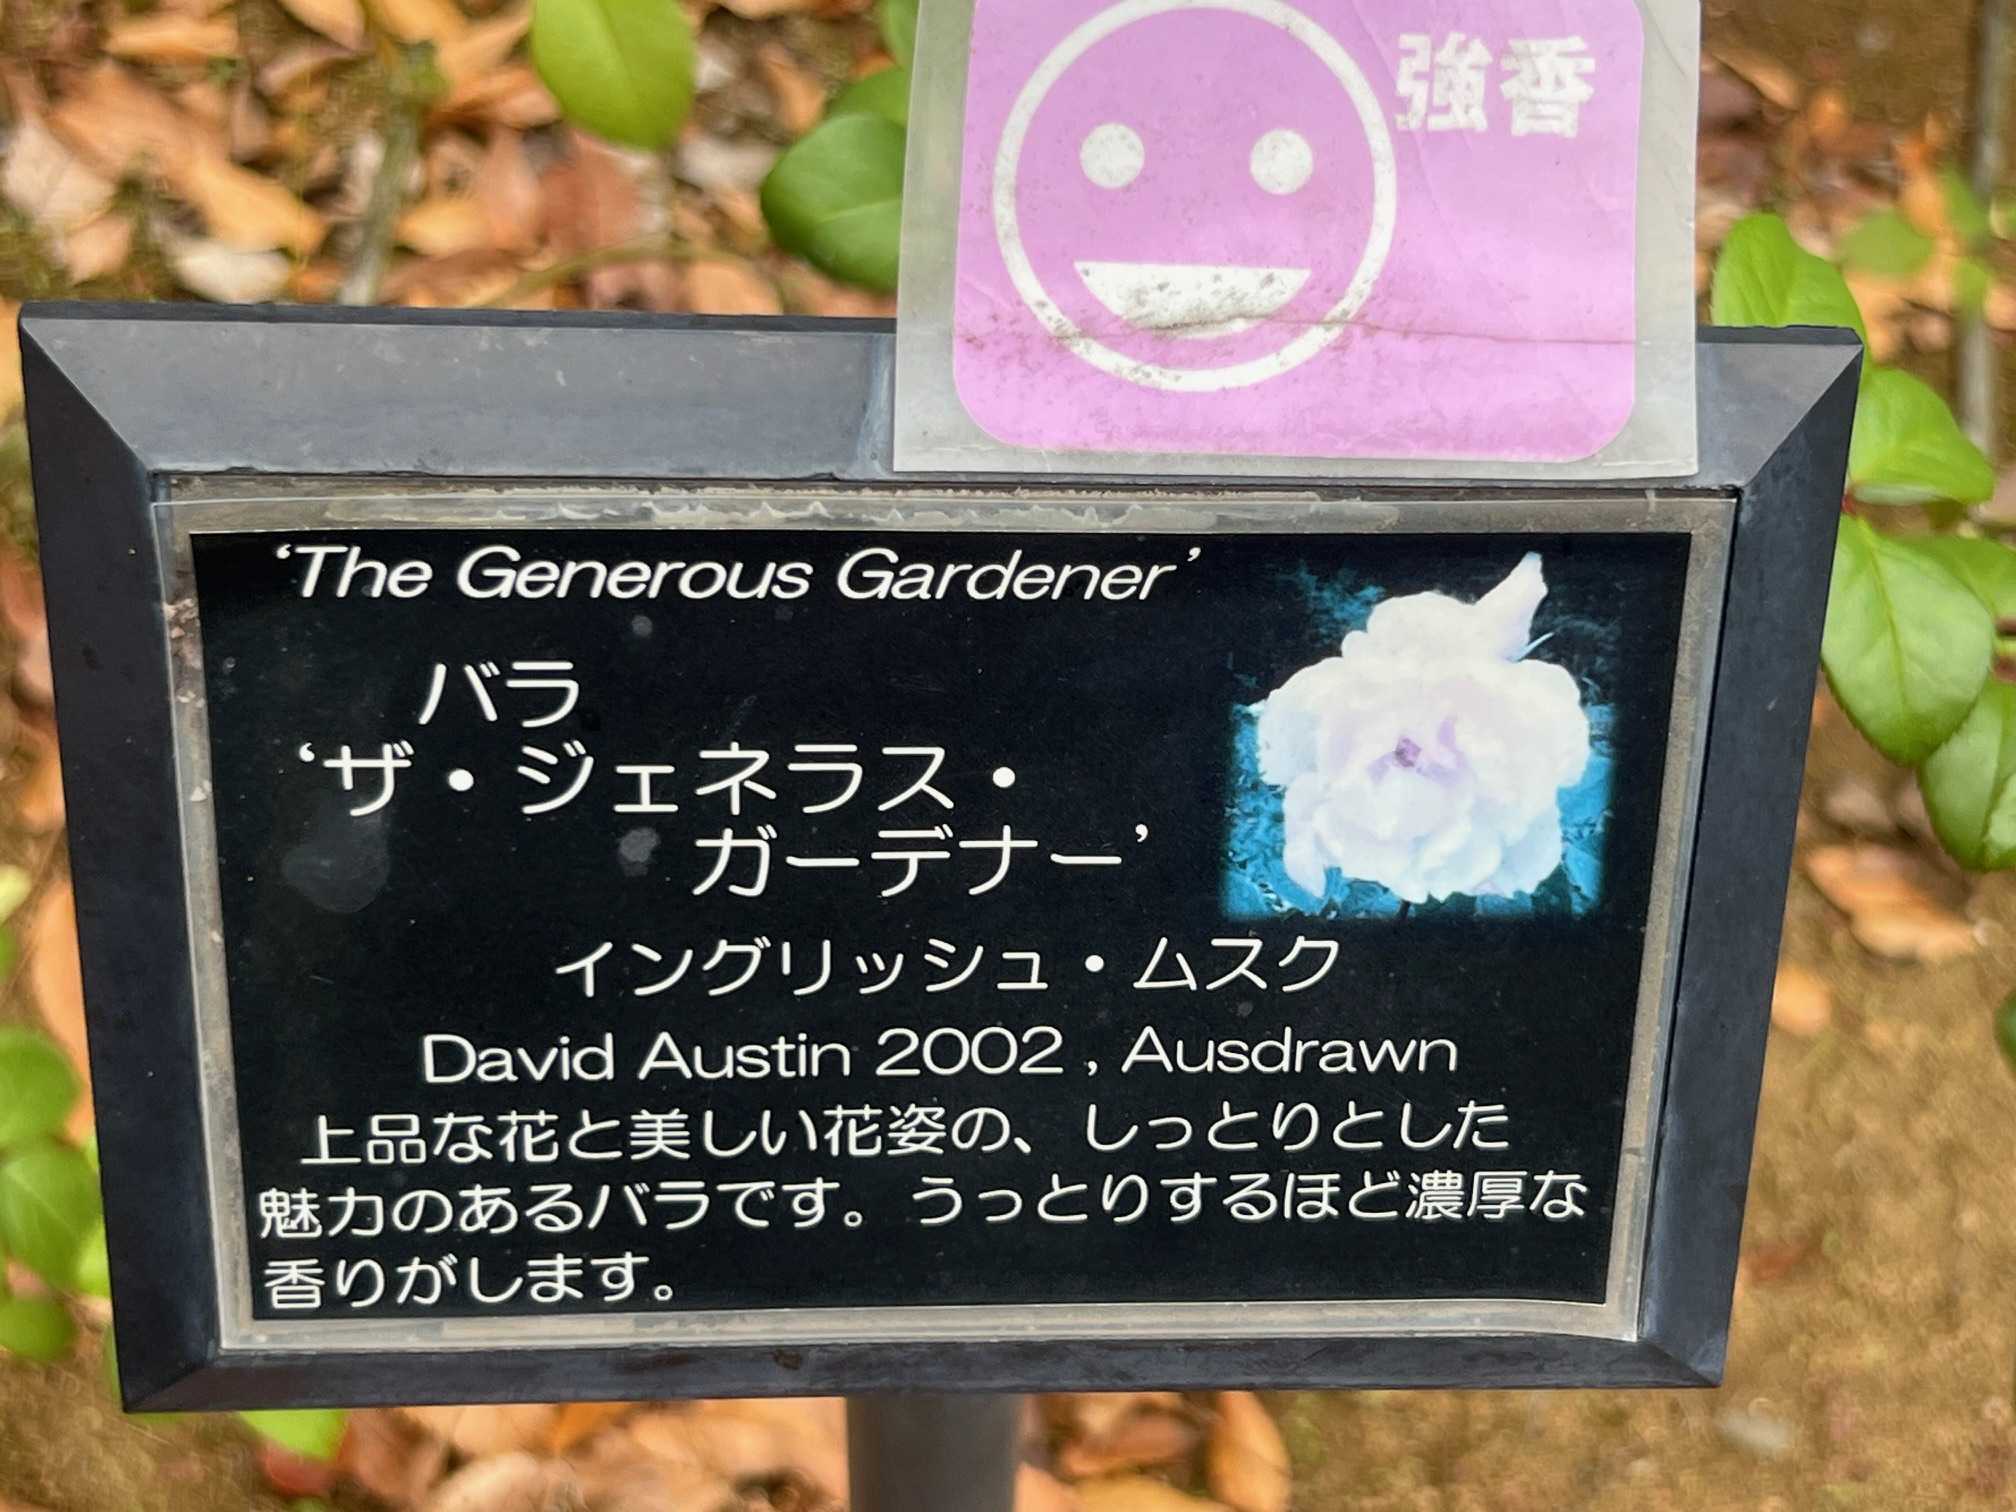 強香
‘The Generous Gardener’
バラ
‘ザ・ジェネラス・
ガーデナー’
イングリッシュ・ムスク
David Austin 2002 , Ausdrawn
上品な花と美しい花姿の、しっとりとした
魅力のあるバラです。うっとりするほど濃厚な
香りがします。